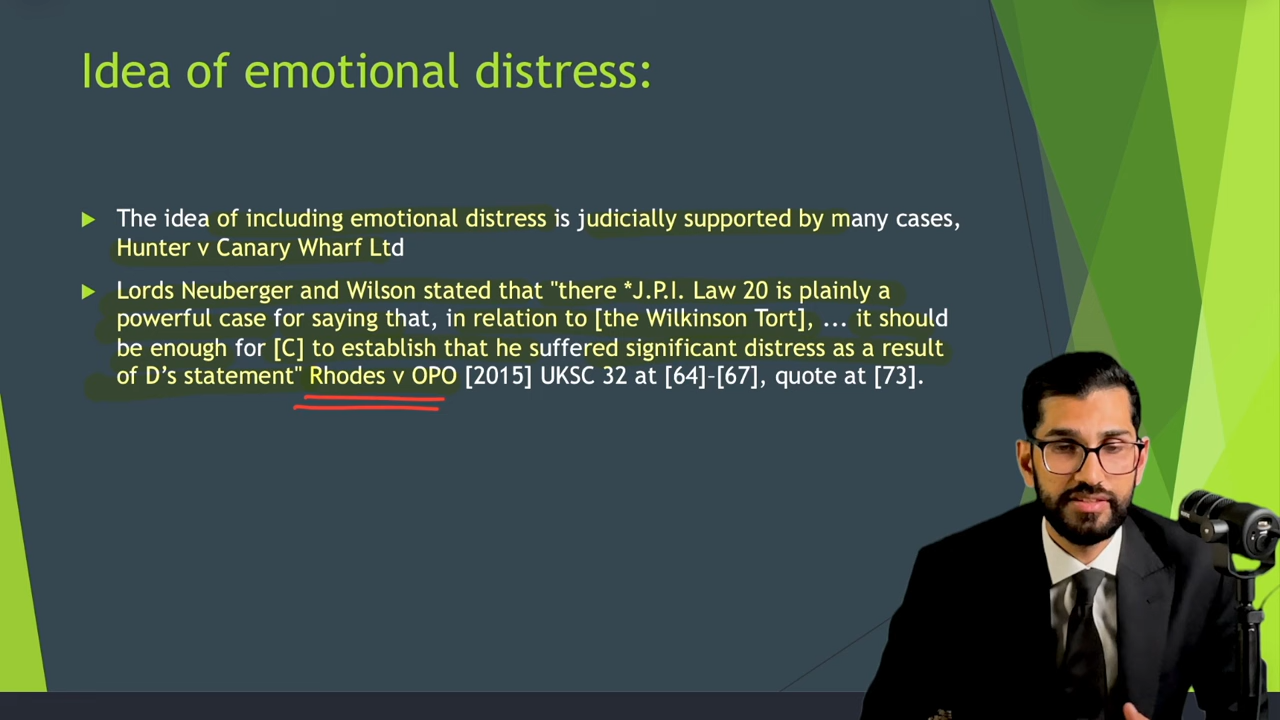 Idea of emotional distress:
The idea of including emotional distress is judicially supported by many cases,
Hunter v Canary Wharf Ltd
Lords Neuberger and Wilson stated that "there *J.P.I. Law 20 is plainly a
powerful case for saying that, in relation to [the Wilkinson Tort], ... it should
be enough for [C] to establish that he suffered significant distress as a result
of D's statement" Rhodes v OPO [2015] UKSC 32 at [64]–[67], quote at [73].